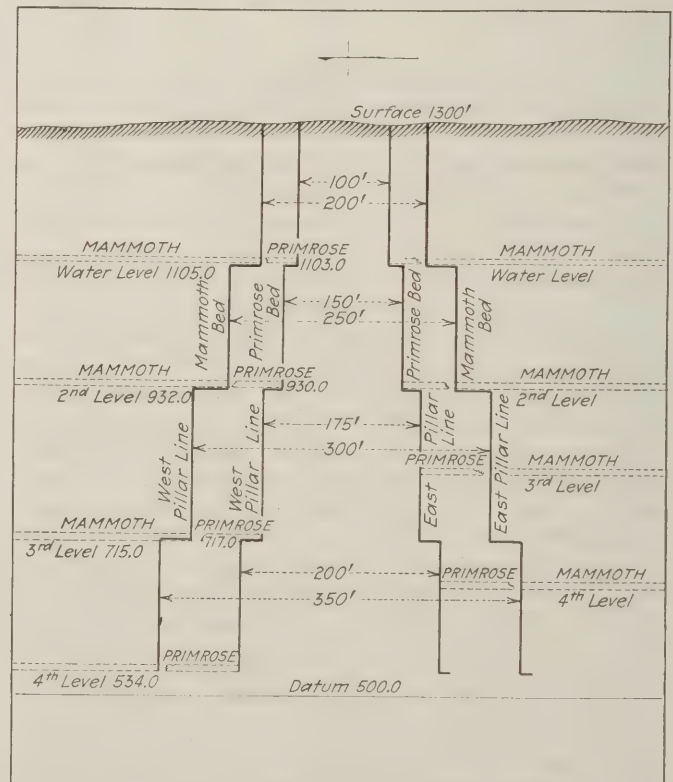 Surface 1300'
100'
200'
MAMMOTH
PRIMROSE
MAMMOTH
Water Level 1105.0
1103.0
Water Level
Mammoth Bed
Primrose Bed
150'
250'
Primrose Bed
Mammoth Bed
MAMMOTH
PRIMROSE
MAMMOTH
2nd Level 932.0
930.0
2nd Level
West Pillar Line
West Pillar Line
175'
300'
East Pillar Line
East Pillar Line
PRIMROSE
MAMMOTH
3rd Level
MAMMOTH
PRIMROSE
3rd Level 715.0
717.0
200'
350'
PRIMROSE
MAMMOTH
4th Level
PRIMROSE
4th Level 534.0
Datum 500.0